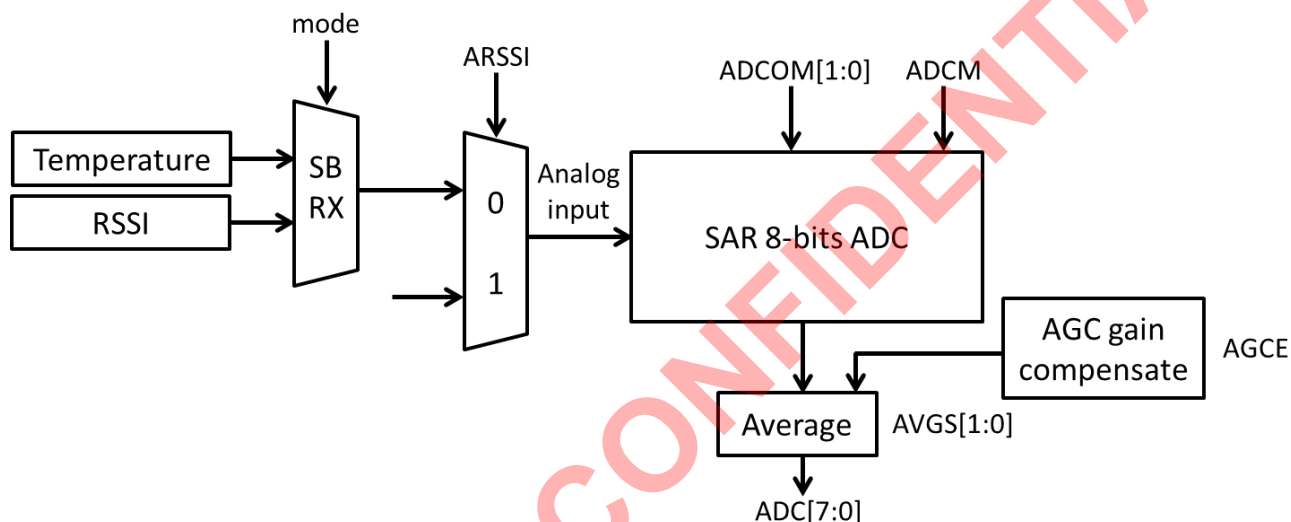 mode
ARSSI
ADCOM[1:0]
ADCM
Temperature
RSSI
SB
RX
0
1
Analog
input
SAR 8-bits ADC
AGC gain
compensate
AGCE
Average
AVGS[1:0]
ADC[7:0]
CONFIDENTIA